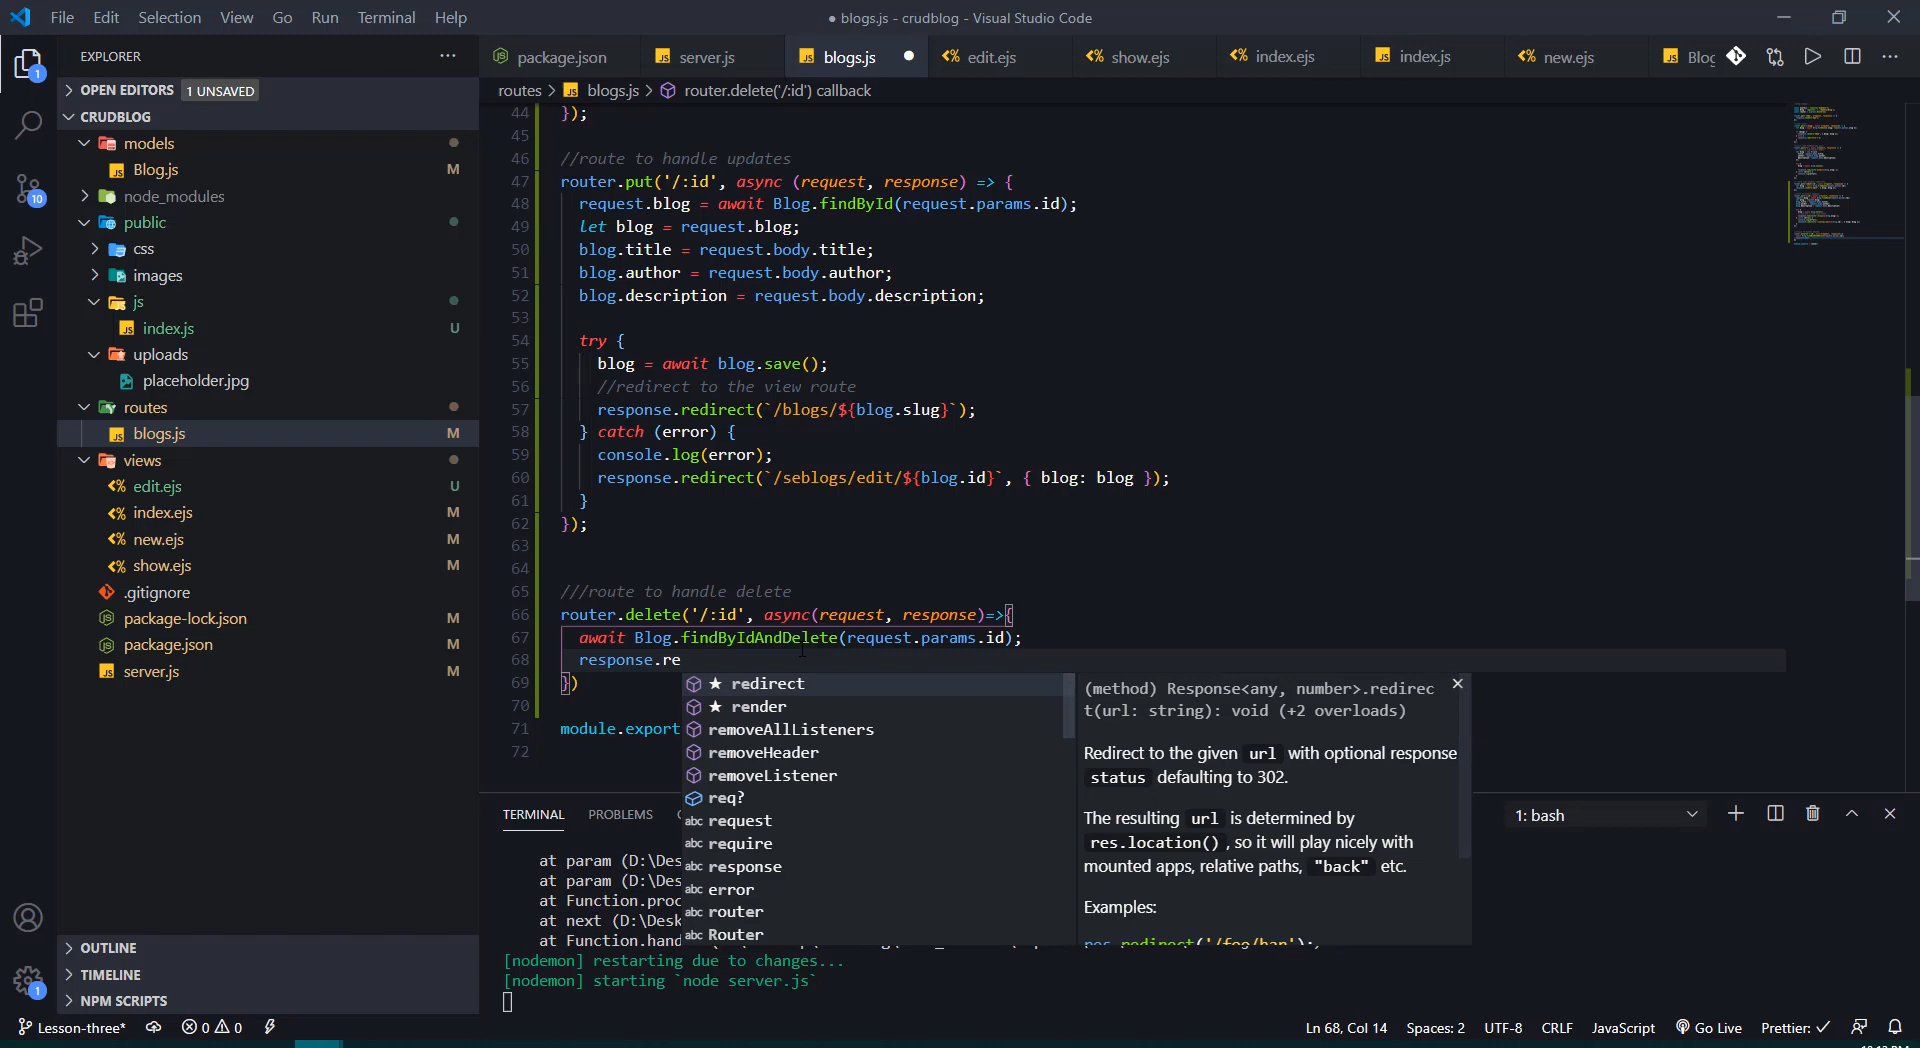 File Edit Selection View Go Run Terminal Help
● blogs.js - crudblog - Visual Studio Code
EXPLORER
1
OPEN EDITORS 1 UNSAVED
CRUDBLOG
models
Blog.js M
node_modules
10
public
css
images
js
index.js U
uploads
placeholder.jpg
routes
blogs.js M
views
edit.ejs U
index.ejs M
new.ejs M
show.ejs M
.gitignore
package-lock.json M
package.json M
server.js M
OUTLINE
TIMELINE
1
NPM SCRIPTS
package.json server.js blogs.js ● edit.ejs show.ejs index.ejs index.js new.ejs Blog
routes > blogs.js > router.delete('/:id') callback
44 });
45
46 //route to handle updates
47 router.put('/:id', async (request, response) => {
48 request.blog = await Blog.findById(request.params.id);
49 let blog = request.blog;
50 blog.title = request.body.title;
51 blog.author = request.body.author;
52 blog.description = request.body.description;
53
54 try {
55 blog = await blog.save();
56 //redirect to the view route
57 response.redirect(`/blogs/${blog.slug}`);
58 } catch (error) {
59 console.log(error);
60 response.redirect(`/seblogs/edit/${blog.id}`, { blog: blog });
61 }
62 });
63
64
65 ///route to handle delete
66 router.delete('/:id', async(request, response)=>{
67 await Blog.findByIdAndDelete(request.params.id);
68 response.re
69 })
70
71 module.export
72
★ redirect
★ render
removeAllListeners
removeHeader
removeListener
req?
request
require
response
error
router
Router
(method) Response<any, number>.redirec
t(url: string): void (+2 overloads)
Redirect to the given url with optional response
status defaulting to 302.
The resulting url is determined by
res.location() , so it will play nicely with
mounted apps, relative paths, "back" etc.
Examples:
res.redirect('/foo/bar');
TERMINAL PROBLEMS
1: bash
at param (D:\Des
at param (D:\Des
at Function.proc
at next (D:\Desk
at Function.hand
[nodemon] restarting due to changes...
[nodemon] starting `node server.js`
Lesson-three* 0 0
Ln 68, Col 14 Spaces: 2 UTF-8 CRLF JavaScript Go Live Prettier: ✓